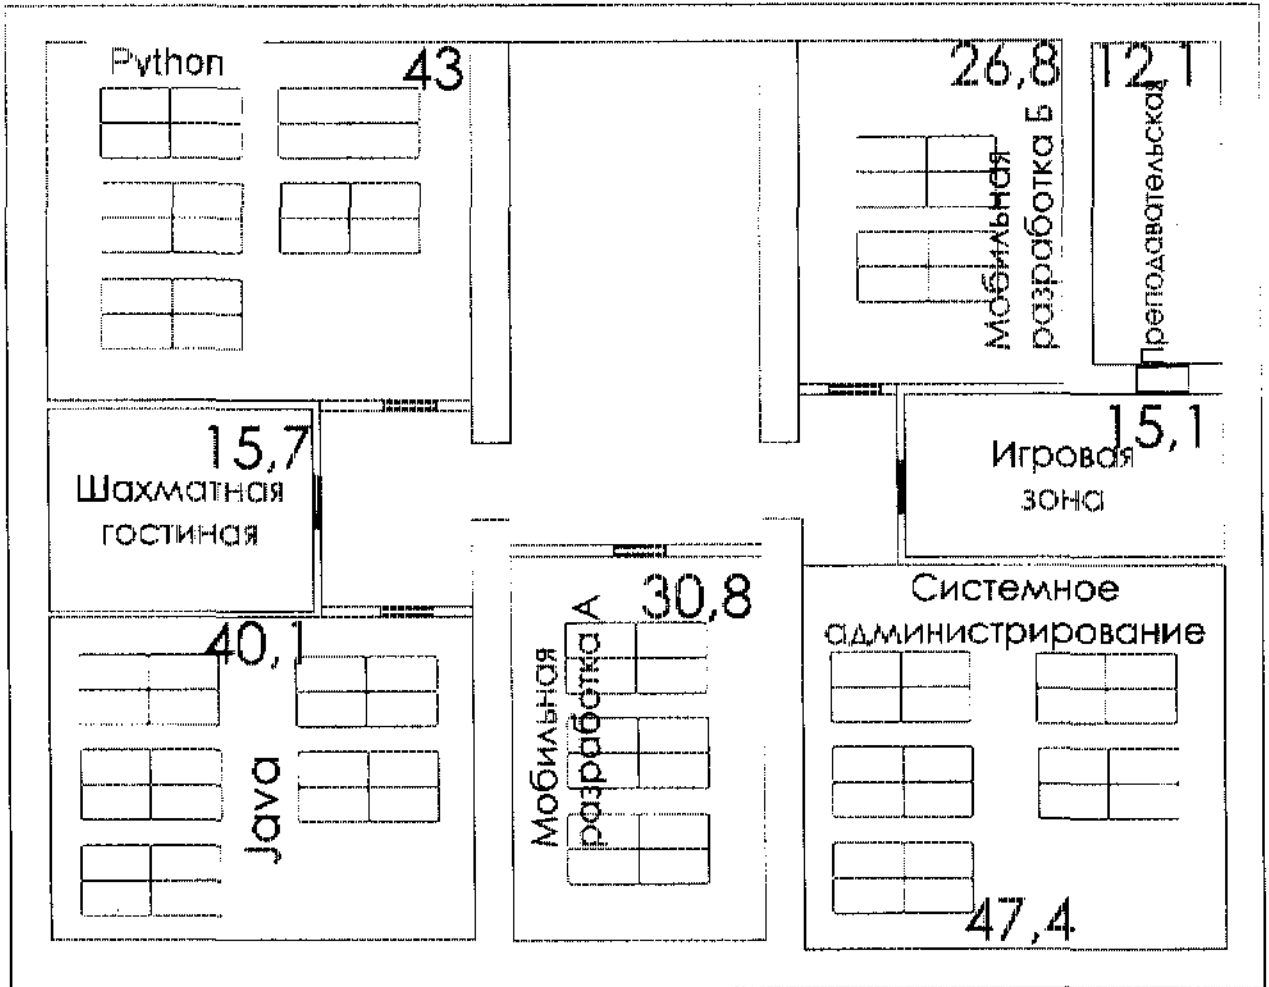 Python
43
26,8
12,1
Мобильная
разработка Б
Преподавательская
15,7
Шахматная
гостиная
15,1
Игровая
зона
40,1
Java
30,8
Мобильная
разработка А
Системное
администрирование
47,4